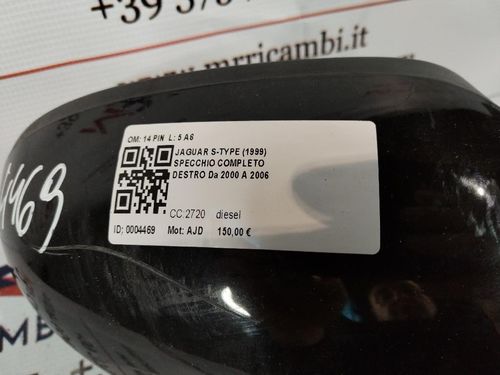 +39 375
www.mrricambi.it
OM: 14 PIN L: 5 A6
JAGUAR S-TYPE (1999)
SPECCHIO COMPLETO
DESTRO Da 2000 A 2006
CC:2720 diesel
ID; 0004469 Mot: AJD 150,00 €
4469